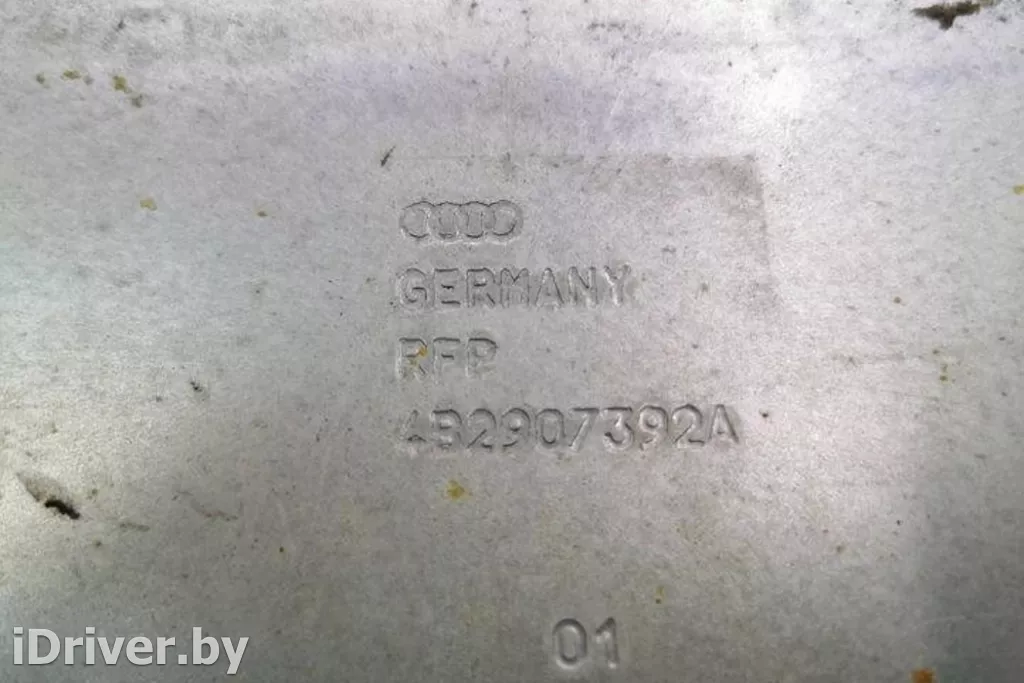 GERMANY
RFP
4B2907392A
01
iDriver.by